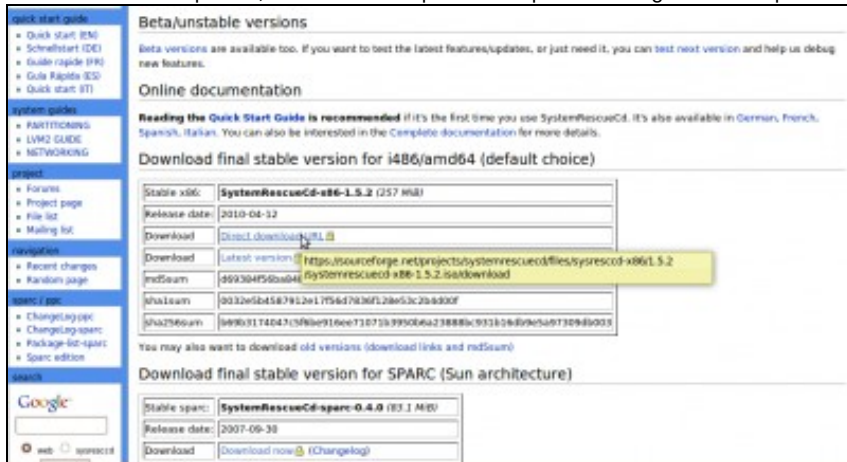 quick start guide
Quick start (EN)
Schnellstart (DE)
Guide rapide (FR)
Guía Rápida (ES)
Quick start (IT)
system guides
PARTITIONING
LVM2 GUIDE
NETWORKING
project
Forums
Project page
File list
Mailing list
navigation
Recent changes
Random page
sparc / ppc
ChangeLog-ppc
ChangeLog-sparc
Package-list-sparc
Sparc edition
search
Google
web sysresccd
Beta/unstable versions
Beta versions are available too. If you want to test the latest features/updates, or just need it, you can test next version and help us debug
new features.
Online documentation
Reading the Quick Start Guide is recommended if it's the first time you use SystemRescueCd. It's also available in German, French,
Spanish, Italian. You can also be interested in the Complete documentation for more details.
Download final stable version for i486/amd64 (default choice)
Stable x86: SystemRescueCd-x86-1.5.2 (257 MiB)
Release date: 2010-04-12
Download Direct download URL
Download Latest version
https://sourceforge.net/projects/systemrescuecd/files/sysresccd-x86/1.5.2
/systemrescuecd-x86-1.5.2.iso/download
md5sum
sha1sum
sha256sum
You may also want to download old versions (download links and md5sum)
Download final stable version for SPARC (Sun architecture)
Stable sparc: SystemRescueCd-sparc-0.4.0 (83.1 MiB)
Release date: 2007-09-30
Download Download now (Changelog)